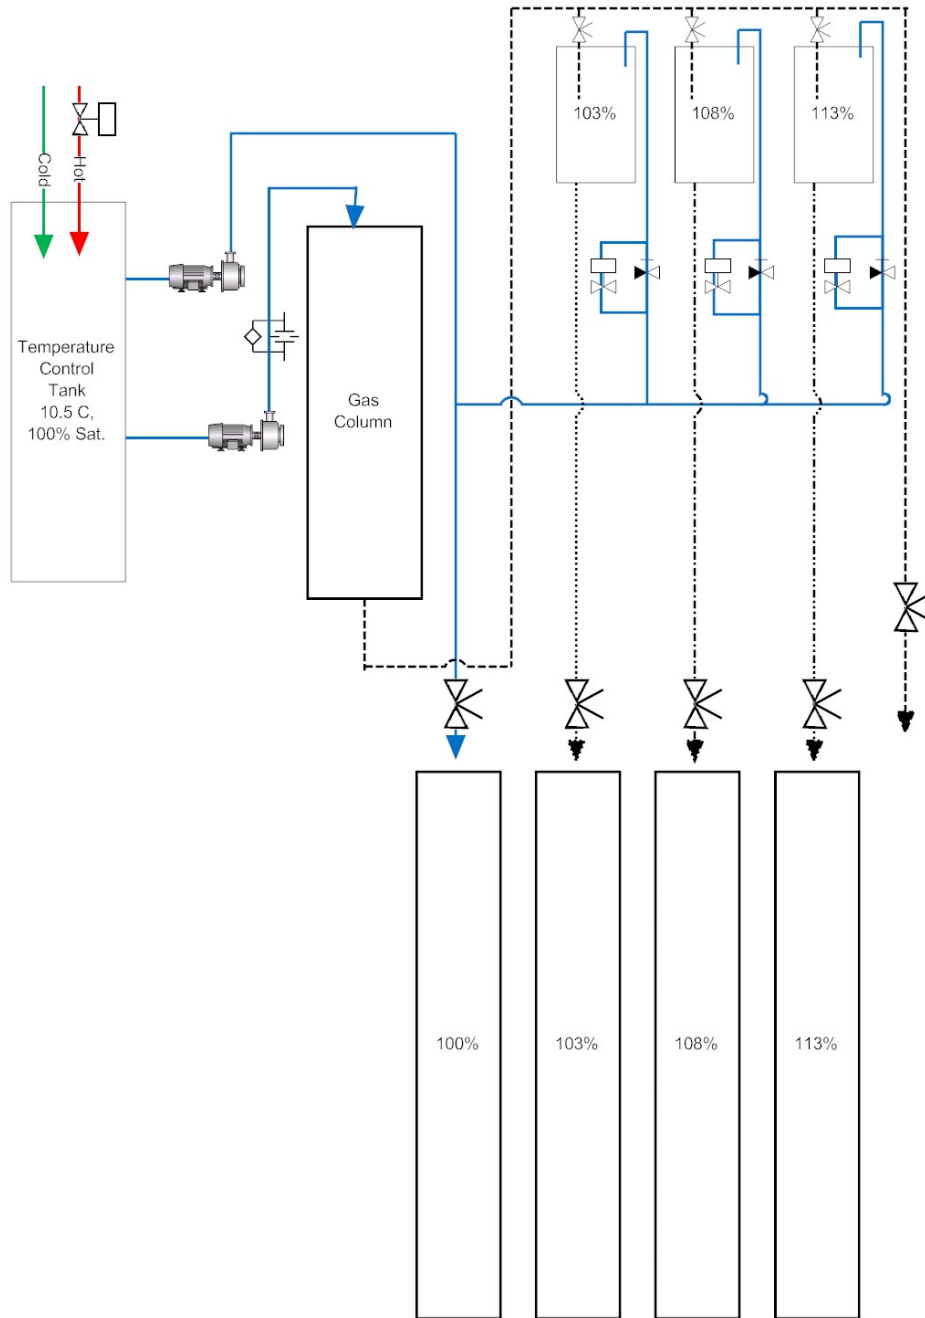 103%
108%
113%
Cold
Hot
Temperature
Control
Tank
10.5 C,
100% Sat.
Gas
Column
100%
103%
108%
113%